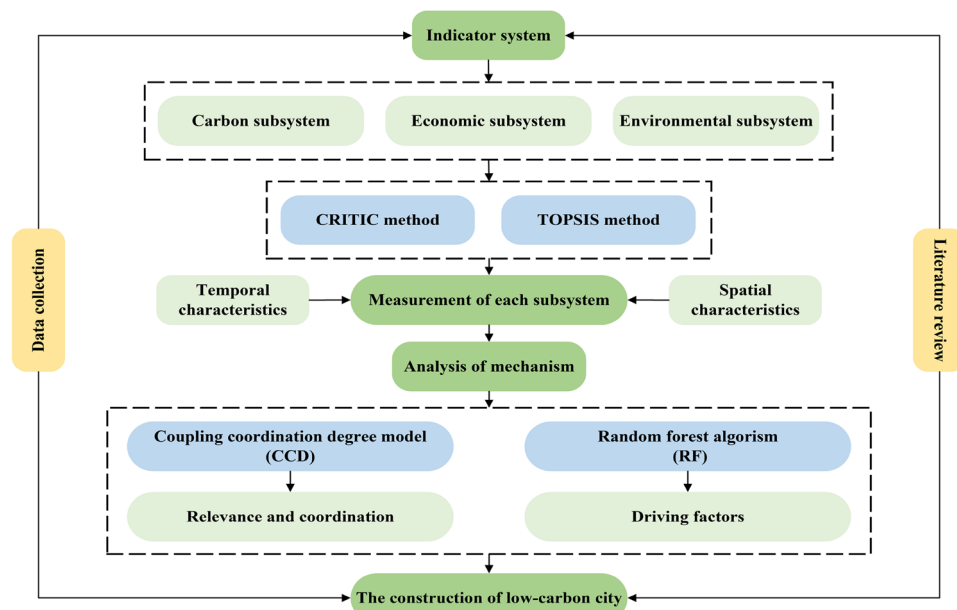 Indicator system
Carbon subsystem
Economic subsystem
Environmental subsystem
CRITIC method
TOPSIS method
Data collection
Literature review
Temporal
characteristics
Measurement of each subsystem
Spatial
characteristics
Analysis of mechanism
Coupling coordination degree model
(CCD)
Random forest algorism
(RF)
Relevance and coordination
Driving factors
The construction of low-carbon city